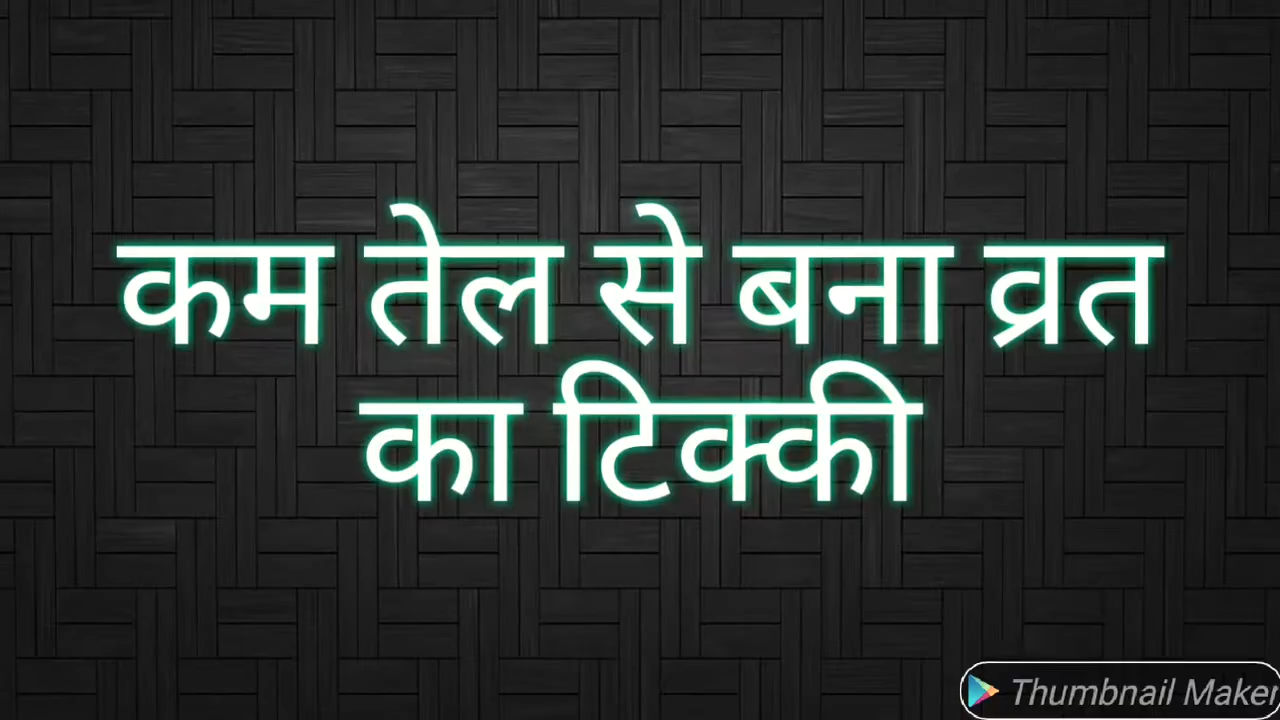 कम तेल से बना व्रत
का टिक्की
Thumbnail Maker